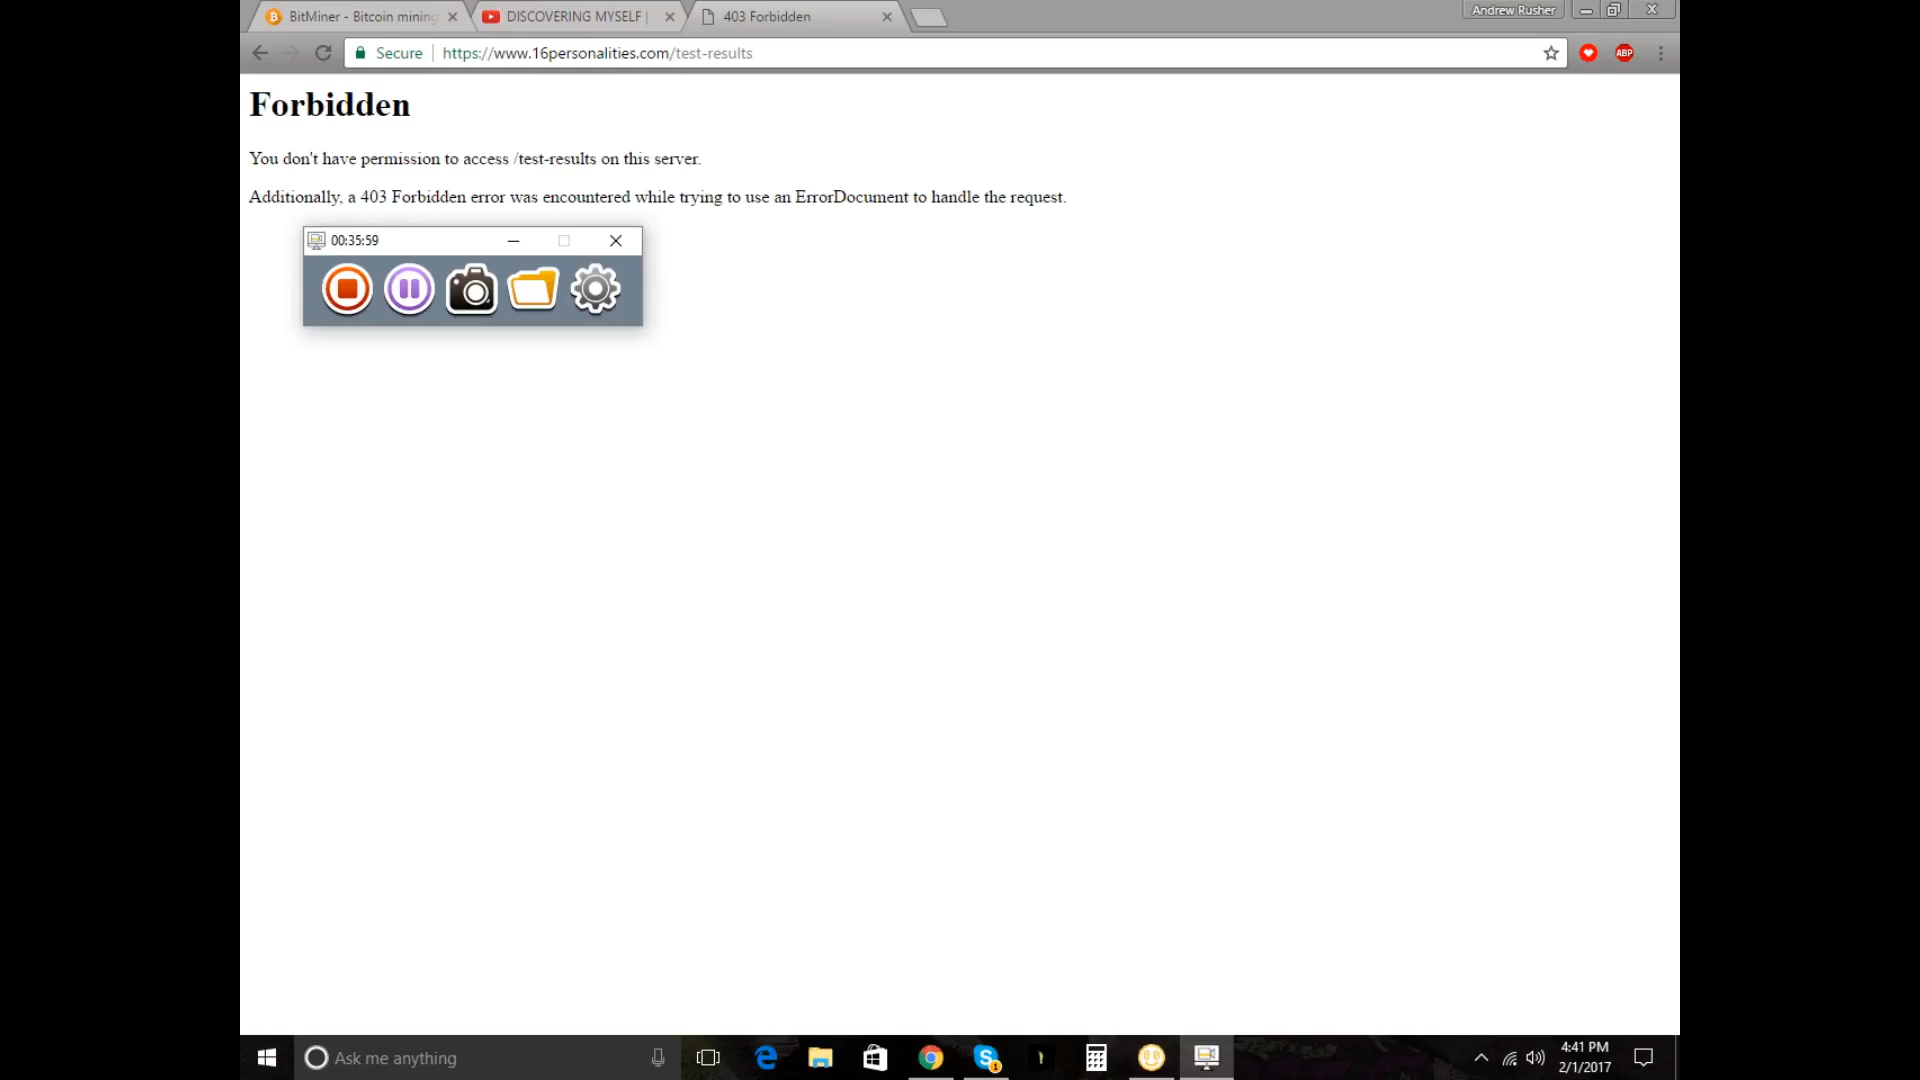 BitMiner - Bitcoin mining
DISCOVERING MYSELF |
403 Forbidden
Andrew Rusher
Secure
https://www.16personalities.com/test-results
ABP
Forbidden
You don't have permission to access /test-results on this server.
Additionally, a 403 Forbidden error was encountered while trying to use an ErrorDocument to handle the request.
00:35:59
Ask me anything
1
4:41 PM
2/1/2017